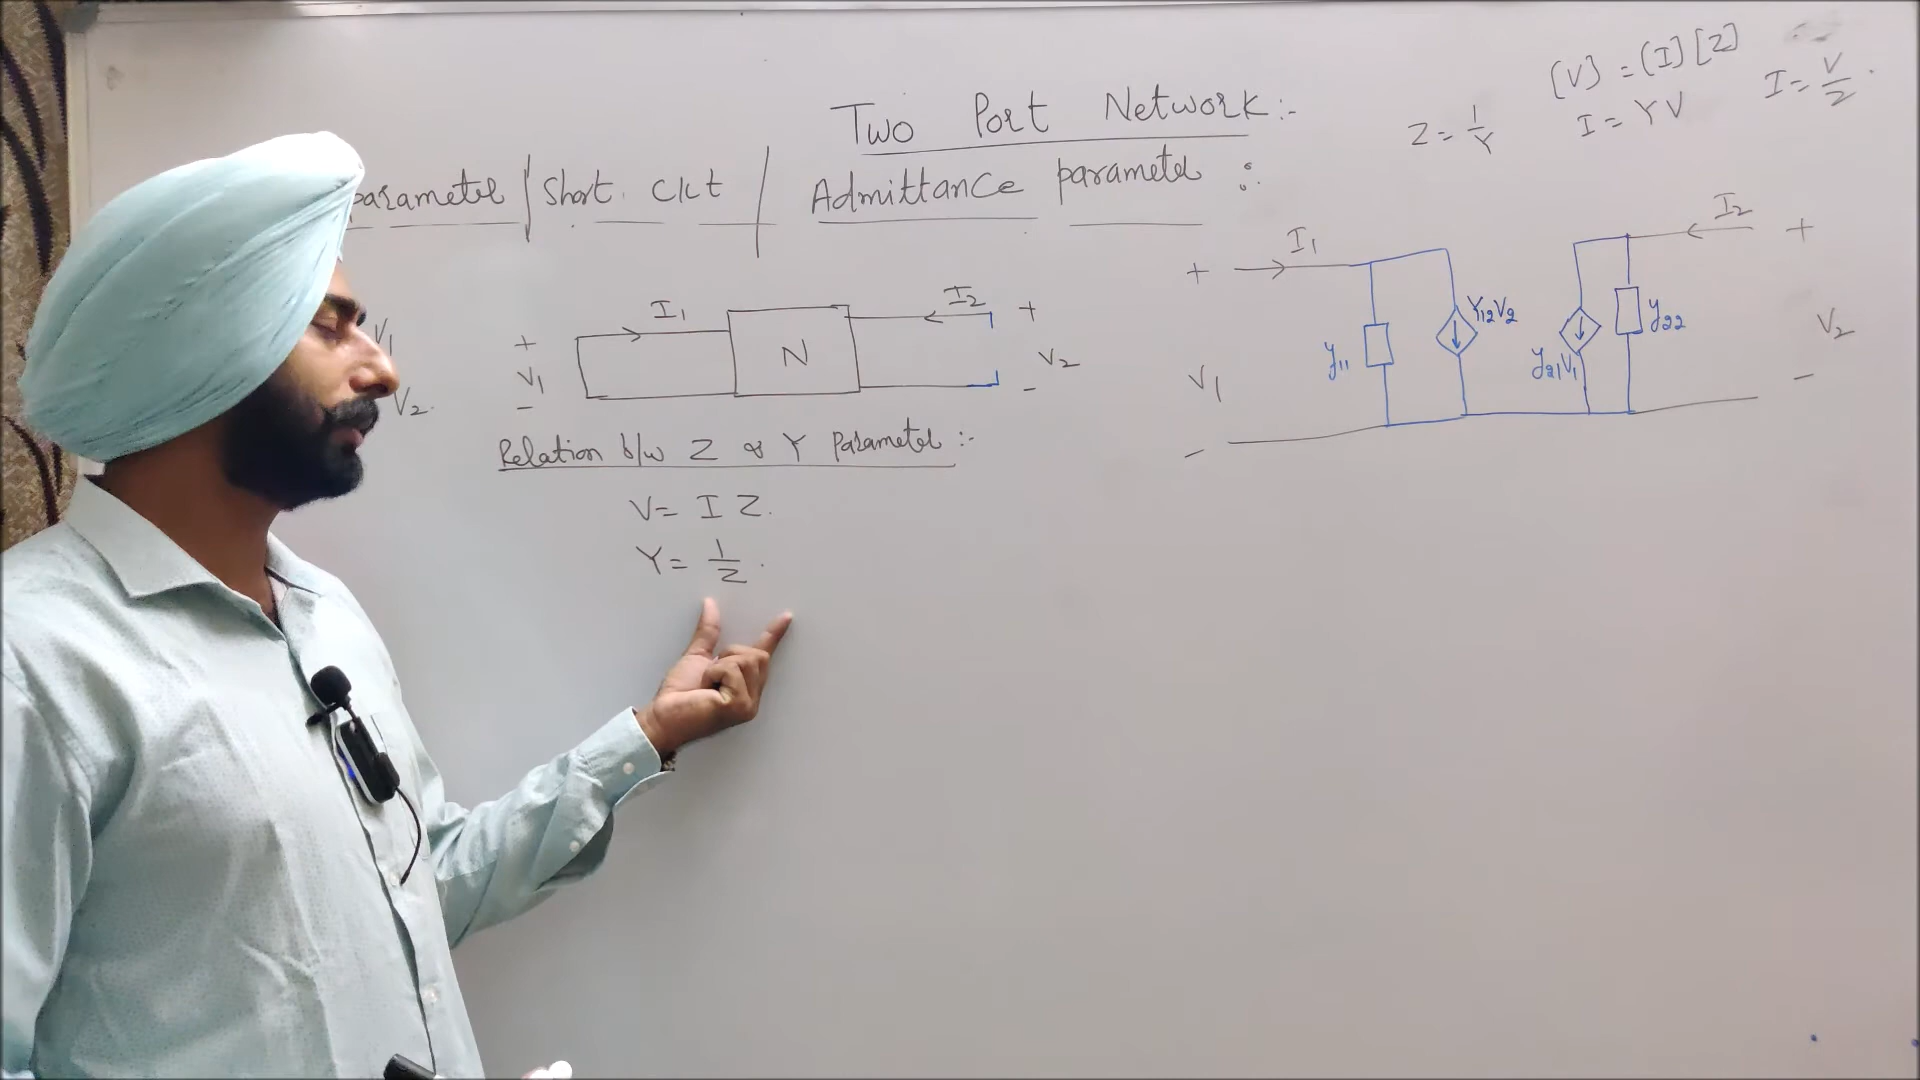 Two Port Network:-
parameter | Short. Ckt | Admittance parameter :.
Z = 1/Y
[V] = [I] [Z]
I = YV
I = V/Z .
V1
V2.
+
V1
-
I1
N
I2
+
V2
-
Relation b/w Z & Y Parameter :-
V = I Z.
Y = 1/Z .
+
I1
V1
-
y11
Y12V2
y21V1
y22
I2
+
V2
-